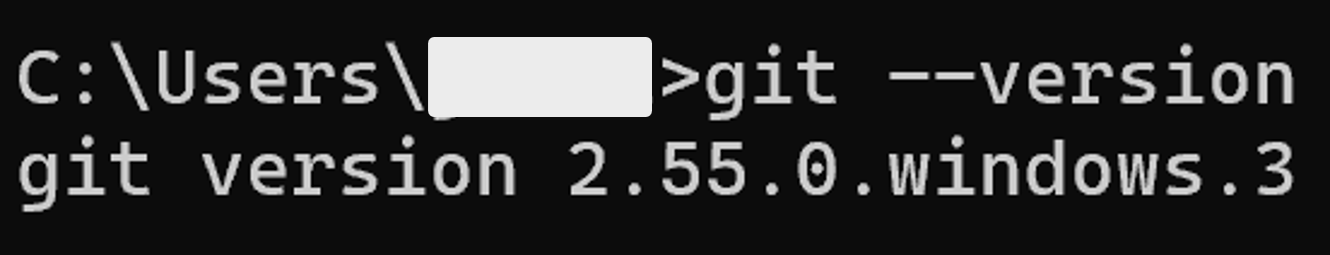 C:\Users\>git --version
git version 2.55.0.windows.3